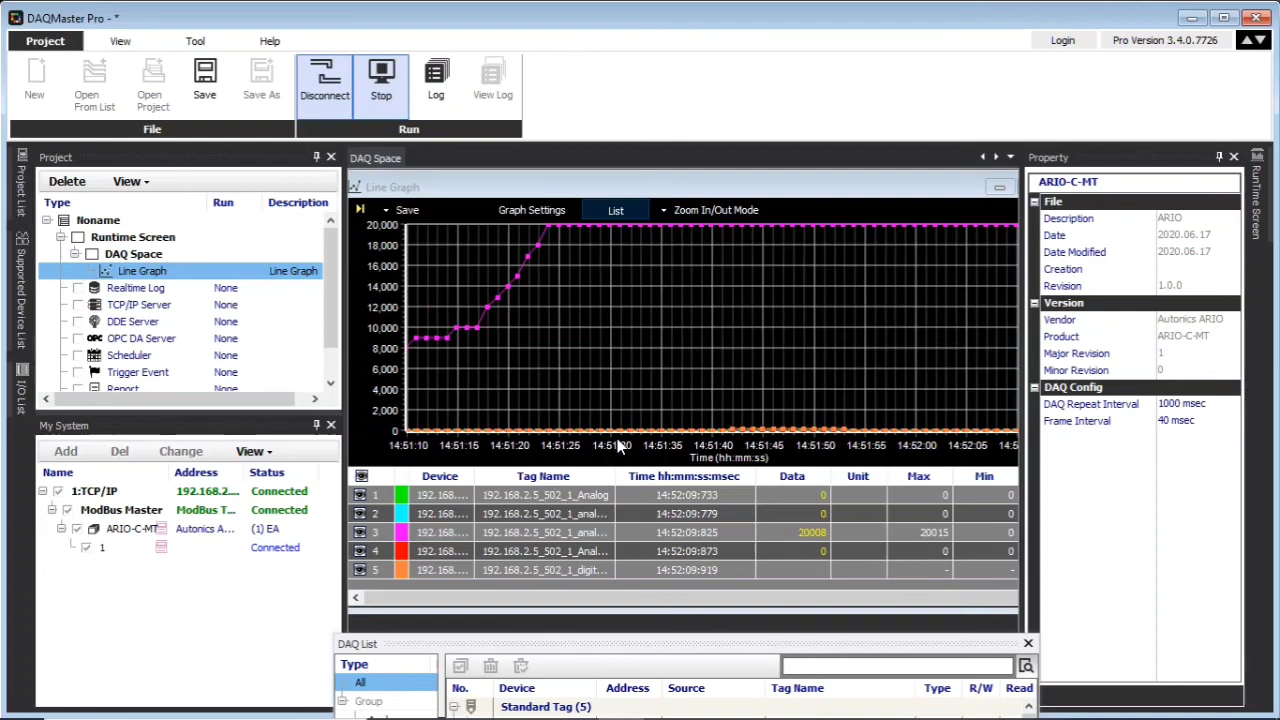 DAQMaster Pro - *
Project View Tool Help Login Pro Version 3.4.0.7726
New Open From List Open Project Save Save As Disconnect Stop Log View Log
File Run
Project List
Supported Device List
I/O List
Project
Delete View
Type Run Description
Noname
Runtime Screen
DAQ Space
Line Graph Line Graph
Realtime Log None
TCP/IP Server None
DDE Server None
OPC OPC DA Server None
Scheduler None
Trigger Event None
Report None
My System
Add Del Change View
Name Address Status
1:TCP/IP 192.168.2.... Connected
ModBus Master ModBus T... Connected
ARIO-C-MT Autonics A... (1) EA
1 Connected
DAQ Space
Line Graph
Save Graph Settings List Zoom In/Out Mode
20,000
18,000
16,000
14,000
12,000
10,000
8,000
6,000
4,000
2,000
0
14:51:10 14:51:15 14:51:20 14:51:25 14:51:35 14:51:40 14:51:45 14:51:50 14:51:55 14:52:00 14:52:05
Time (hh:mm:ss)
Device Tag Name Time hh:mm:ss:msec Data Unit Max Min
1 192.168.... 192.168.2.5_502_1_Analog 14:52:09:733 0 0 0
2 192.168.... 192.168.2.5_502_1_anal... 14:52:09:779 0 0 0
3 192.168.... 192.168.2.5_502_1_anal... 14:52:09:825 20008 20015 0
4 192.168.... 192.168.2.5_502_1_Anal... 14:52:09:873 0 0 0
5 192.168.... 192.168.2.5_502_1_digit... 14:52:09:919 - -
DAQ List
Type
All
Group
No. Device Address Source Tag Name Type R/W Read
Standard Tag (5)
Property
ARIO-C-MT
File
Description ARIO
Date 2020.06.17
Date Modified 2020.06.17
Creation
Revision 1.0.0
Version
Vendor Autonics ARIO
Product ARIO-C-MT
Major Revision 1
Minor Revision 0
DAQ Config
DAQ Repeat Interval 1000 msec
Frame Interval 40 msec
RunTime Screen